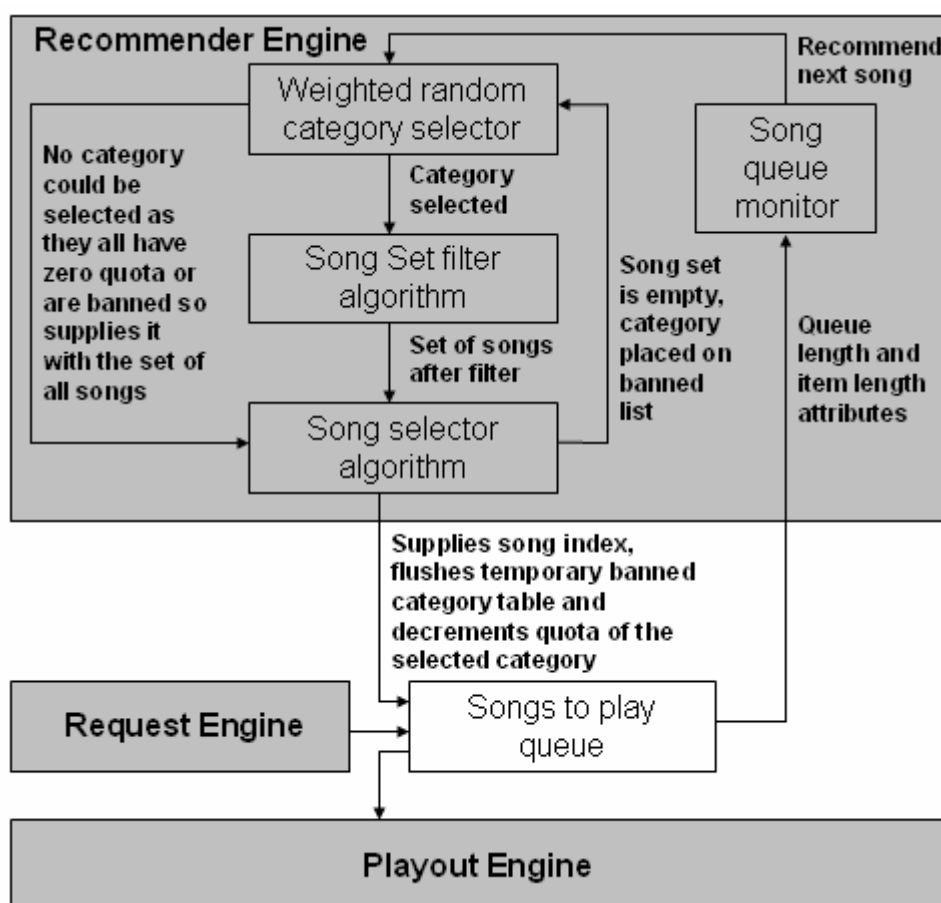 Recommender Engine
Recommend
next song
Weighted random
category selector
Song
queue
monitor
No category
could be
selected as
they all have
zero quota or
are banned so
supplies it
with the set of
all songs
Category
selected
Song Set filter
algorithm
Song set
is empty,
category
placed on
banned
list
Queue
length and
item length
attributes
Set of songs
after filter
Song selector
algorithm
Supplies song index,
flushes temporary banned
category table and
decrements quota of the
selected category
Request Engine
Songs to play
queue
Playout Engine